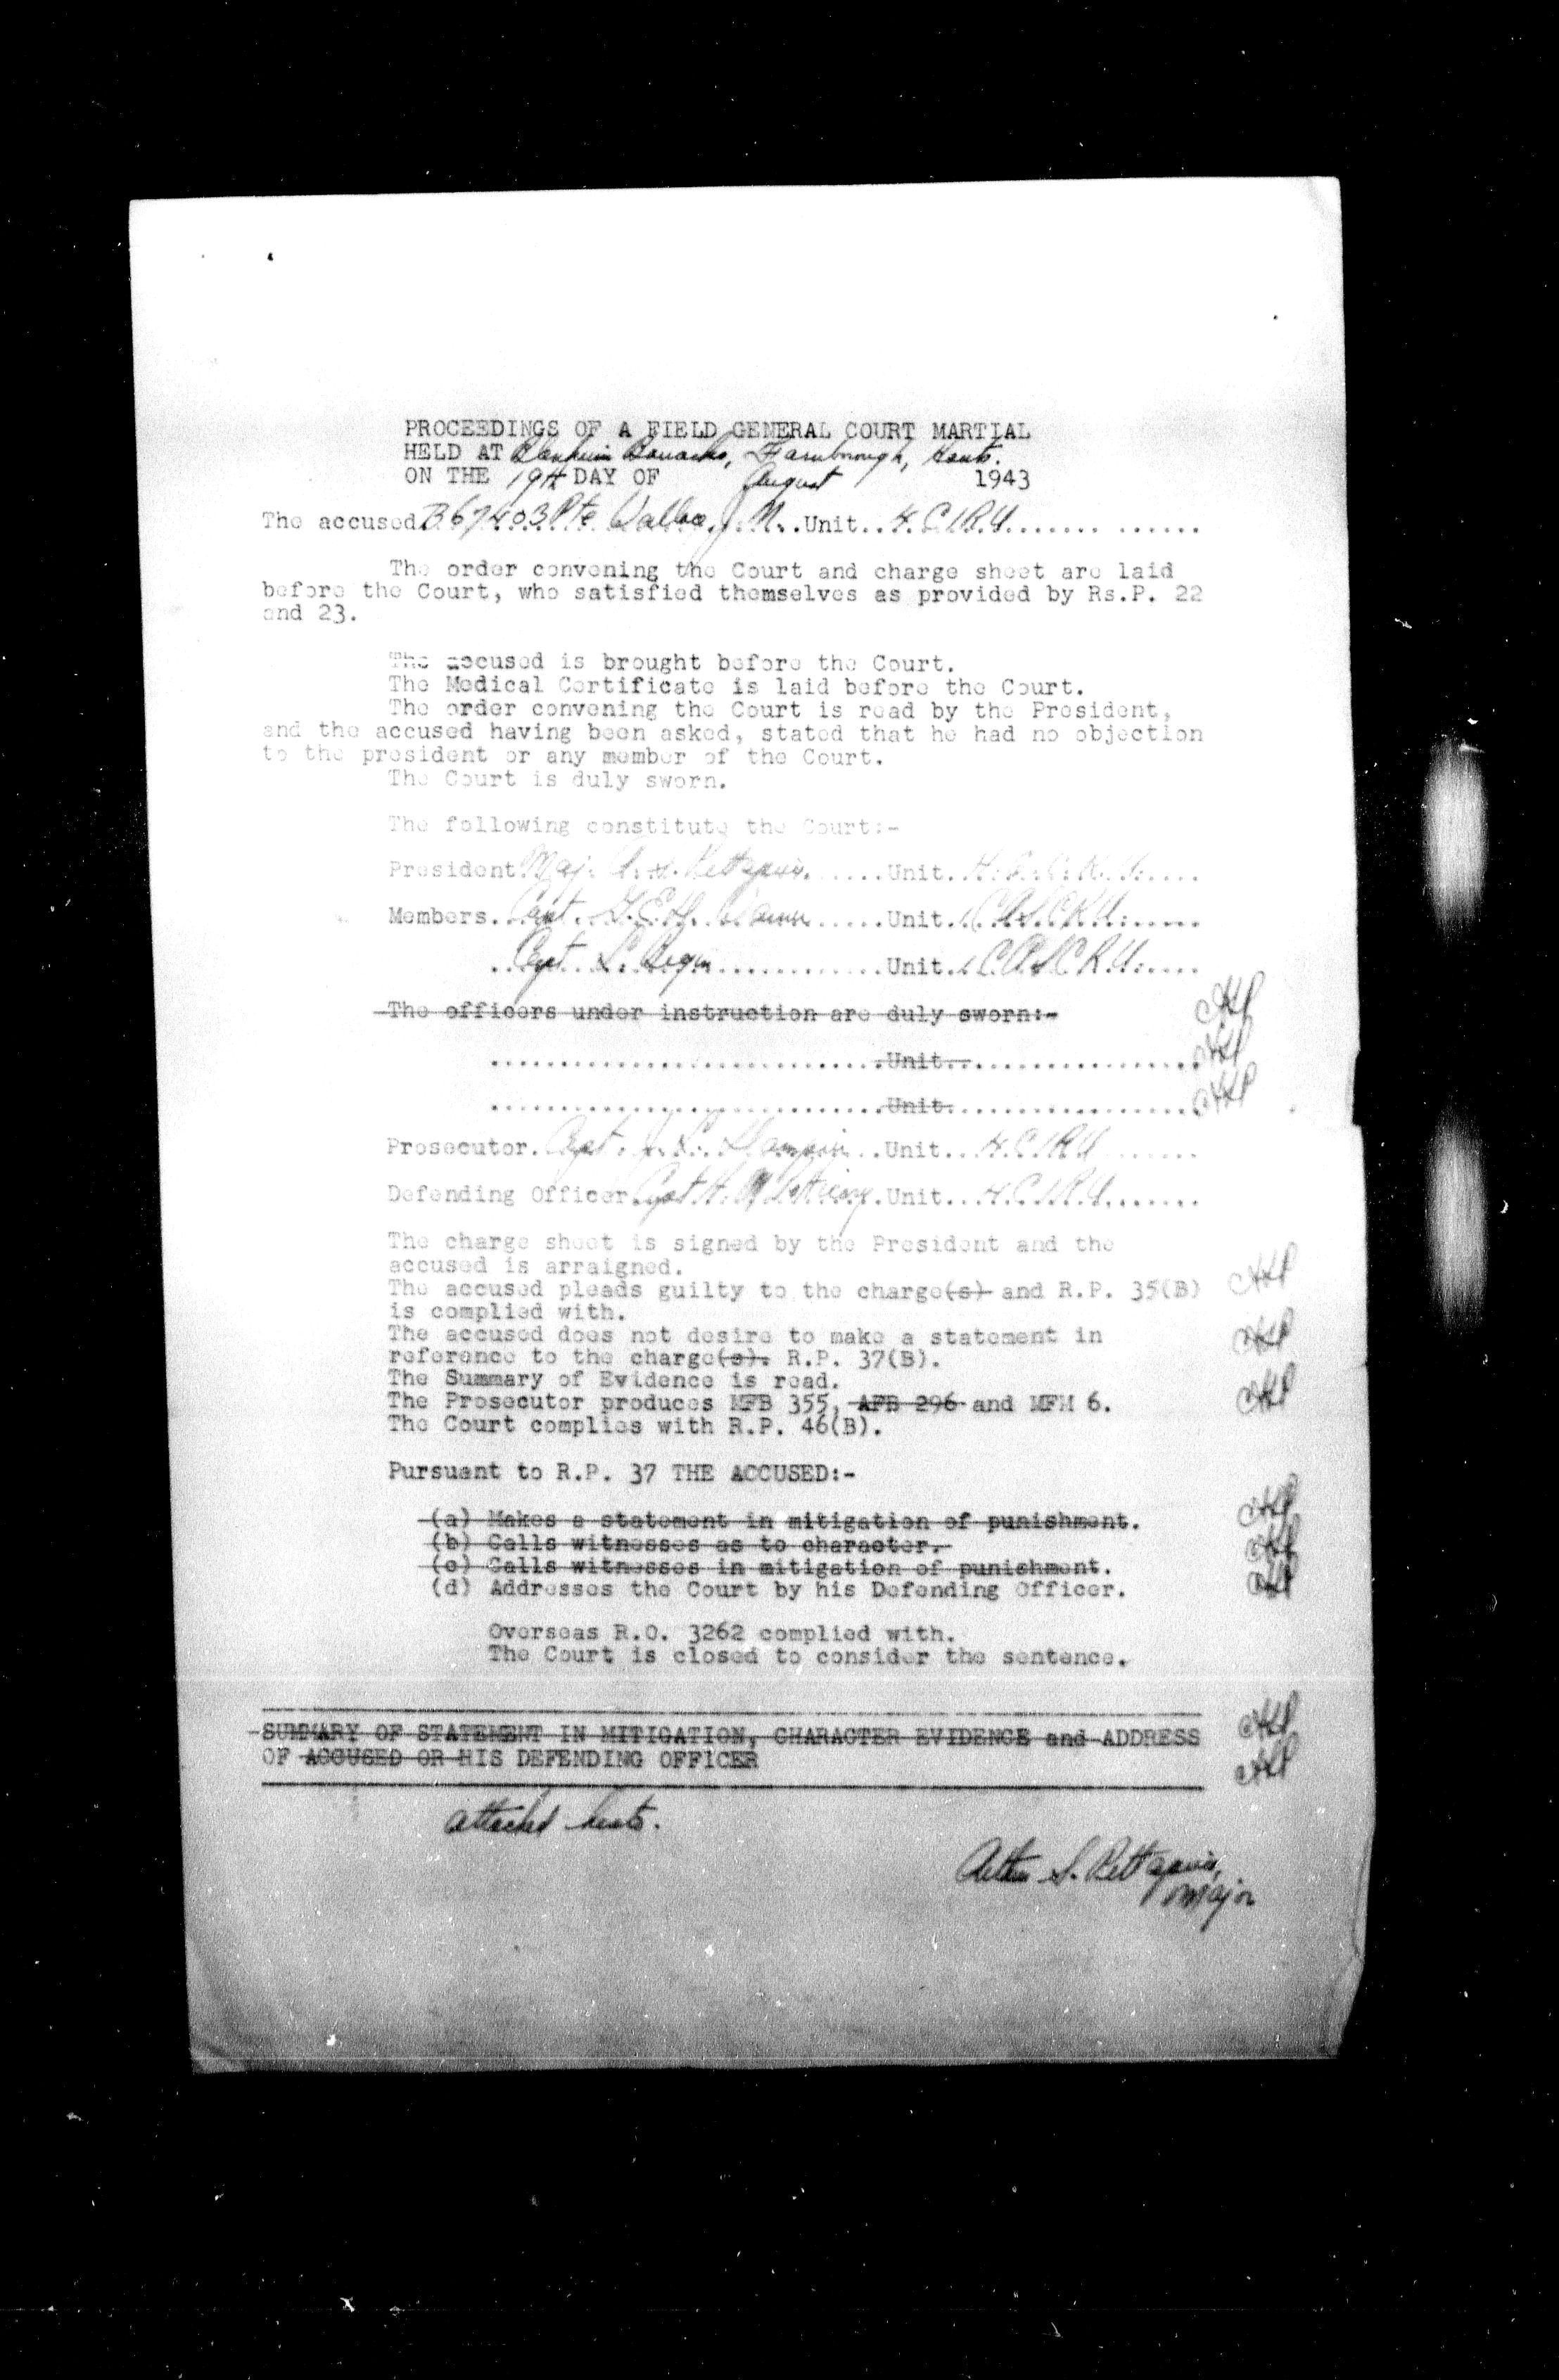 PROCEEDINGS OF A FIELD GENERAL COURT MARTIAL
HELD AT Blenheim Barracks, Farnborough, Hants.
ON THE 19th DAY OF August 1943
The accused B67403 Pte J. M. Unit.. 4. C.I.R.U.......
The order convening the Court and charge sheet are laid
before the Court, who satisfied themselves as provided by Rs.P. 22
and 23.
The accused is brought before the Court.
The Medical Certificate is laid before the Court.
The order convening the Court is read by the President,
and the accused having been asked, stated that he had no objection
to the president or any member of the Court.
The Court is duly sworn.
The following constitute the Court:-
President Maj. A. S. Unit.
Members. Capt. Unit. 1 C.A.S.C.R.U.
Capt. Unit. 1 C.A.S.C.R.U.
The officers under instruction are duly sworn:-
Unit
Unit
Prosecutor. Capt. J. L. Unit... 4. C.I.R.U.
Defending Officer. Capt. H. Unit... 4. C.I.R.U.
The charge sheet is signed by the President and the
accused is arraigned.
The accused pleads guilty to the charge(s) and R.P. 35(B)
is complied with.
The accused does not desire to make a statement in
reference to the charge(s). R.P. 37(B).
The Summary of Evidence is read.
The Prosecutor produces MFB 355, AFB 296 and MFM 6.
The Court complies with R.P. 46(B).
Pursuant to R.P. 37 THE ACCUSED:-
(a) Makes a statement in mitigation of punishment.
(b) Calls witnesses as to character.
(c) Calls witnesses in mitigation of punishment.
(d) Addresses the Court by his Defending Officer.
Overseas R.O. 3262 complied with.
The Court is closed to consider the sentence.
SUMMARY OF STATEMENT IN MITIGATION, CHARACTER EVIDENCE and ADDRESS
OF ACCUSED OR HIS DEFENDING OFFICER
attached hereto.
Arthur S.
Major